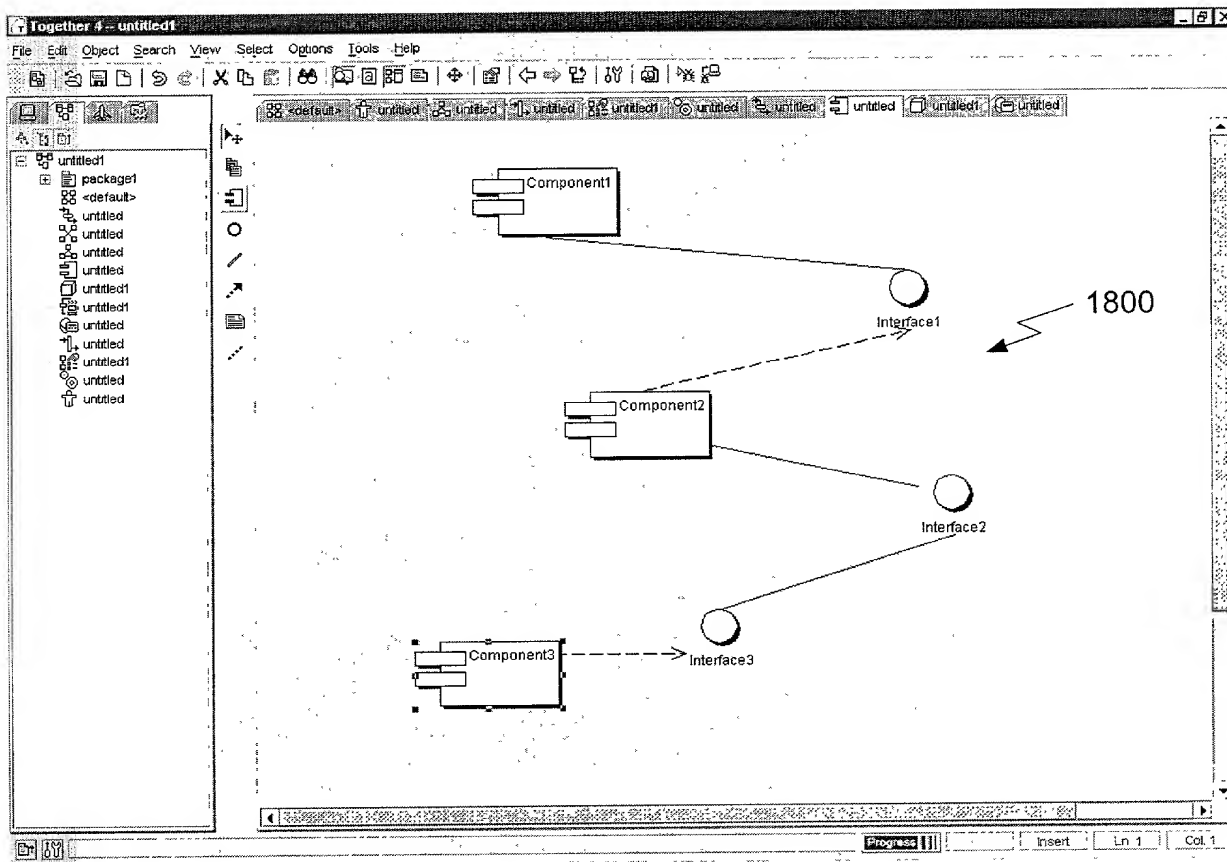 Together 4 -- untitled1
File Edit Object Search View Select Options Tools Help
<default> untitled untitled untitled untitled1 untitled untitled untitled untitled1 untitled
untitled1
package1
<default>
untitled
untitled
untitled
untitled
untitled1
untitled1
untitled
untitled
untitled1
untitled
untitled
Component1
Interface1
1800
Component2
Interface2
Component3
Interface3
Progress Insert Ln 1 Col 1